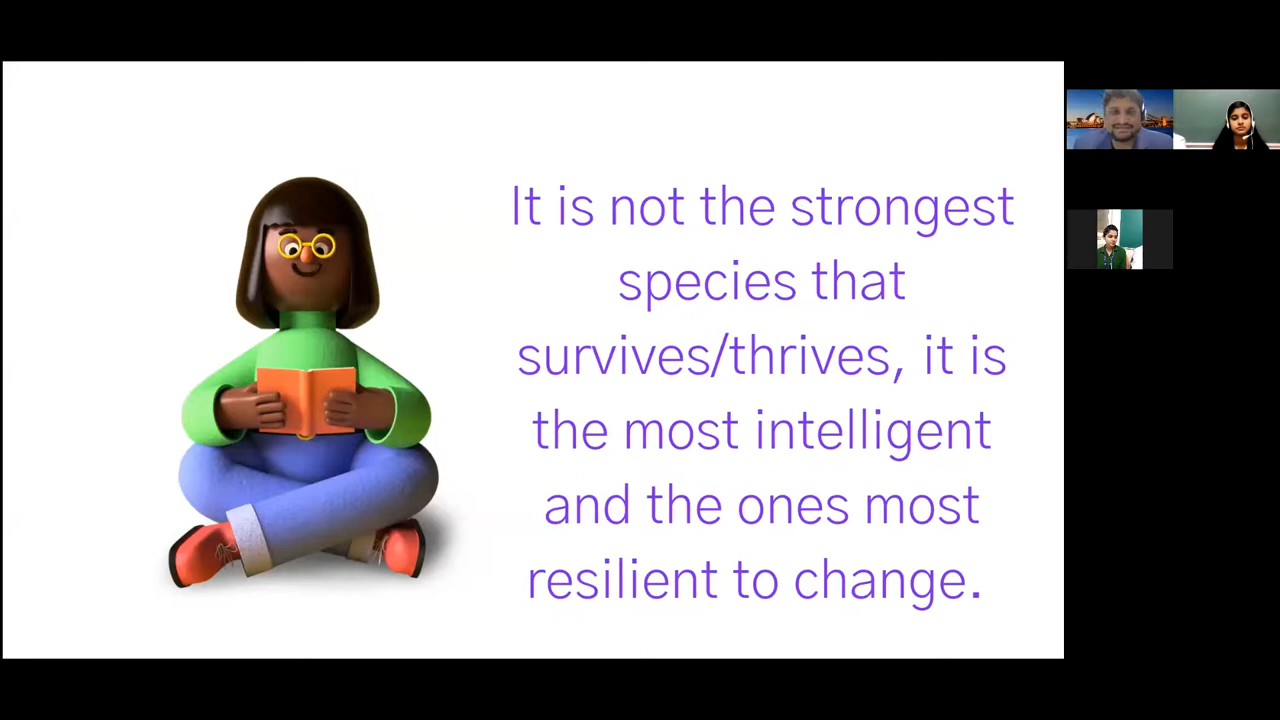 It is not the strongest
species that
survives/thrives, it is
the most intelligent
and the ones most
resilient to change.